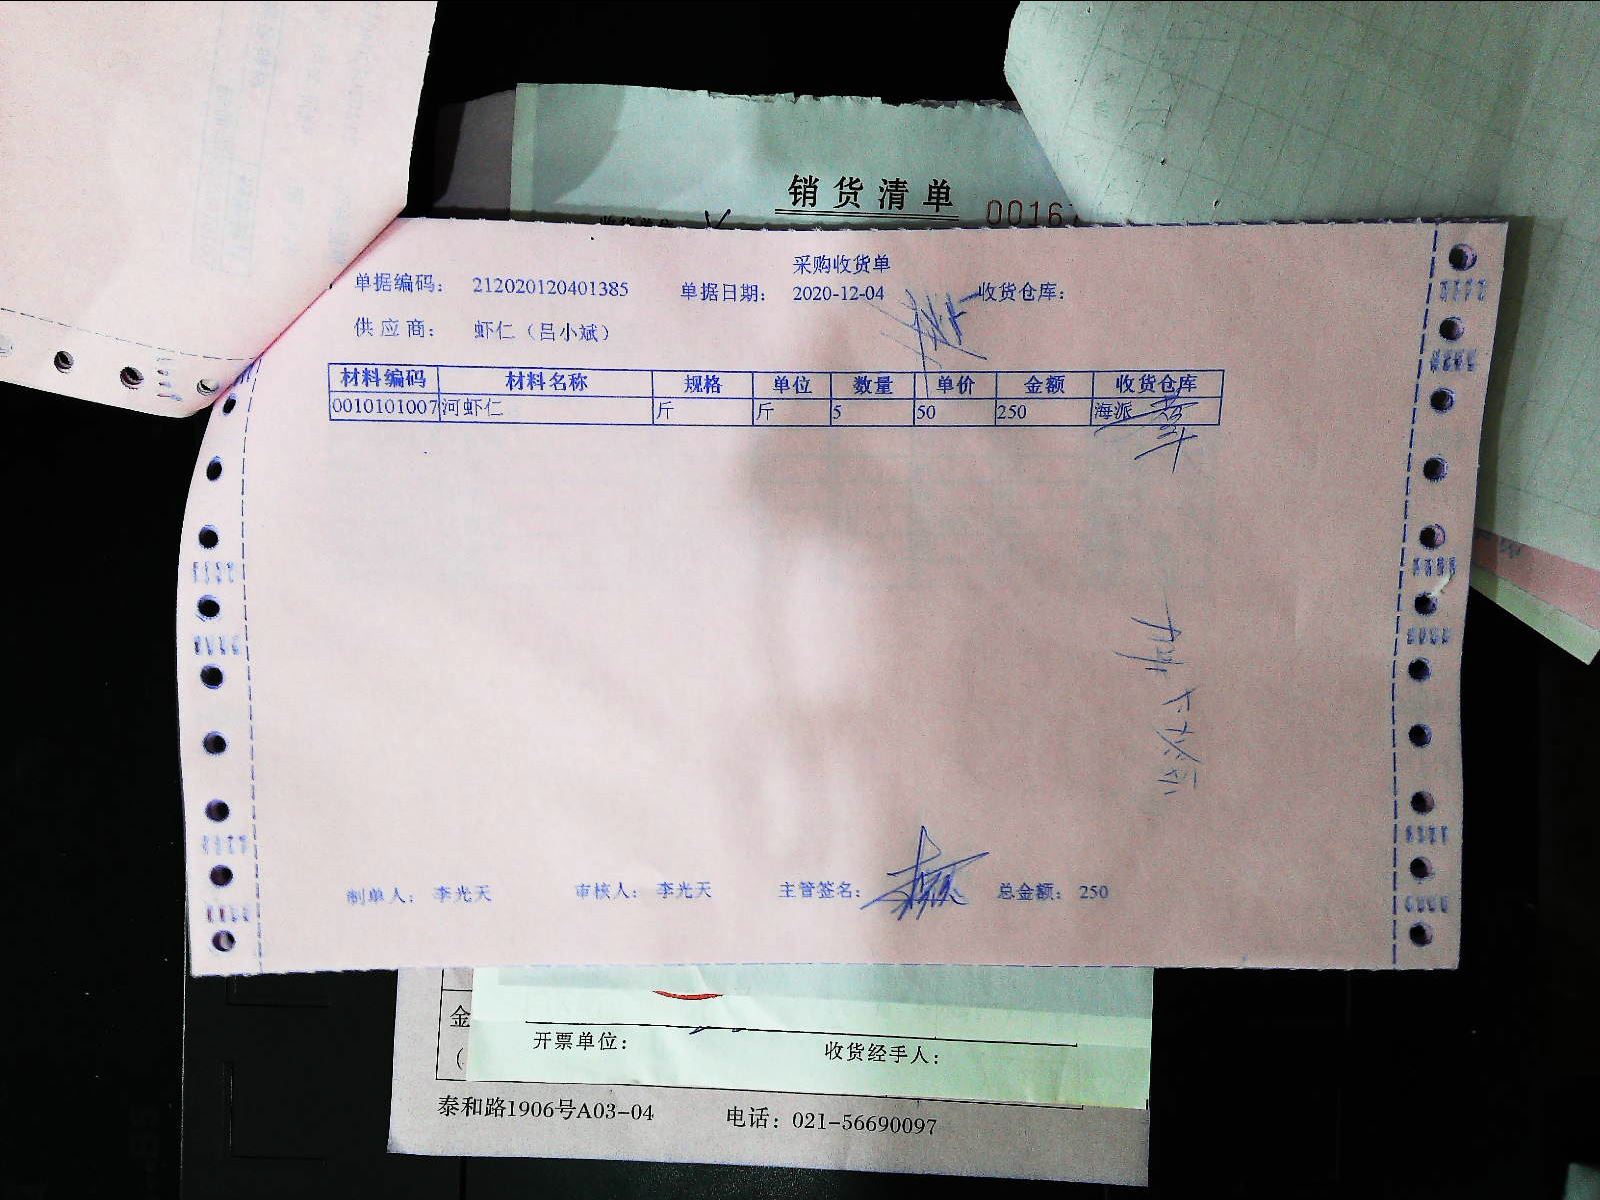 销货清单 00167
采购收货单
单据编码: 212020120401385 单据日期: 2020-12-04 收货仓库:
供应商: 虾仁（吕小斌）
材料编码 材料名称 规格 单位 数量 单价 金额 收货仓库
0010101007 河虾仁 斤 斤 5 50 250 海派
制单人: 李光天 审核人: 李光天 主管签名: 总金额: 250
金
(
开票单位: 收货经手人:
泰和路1906号A03-04 电话: 021-56690097